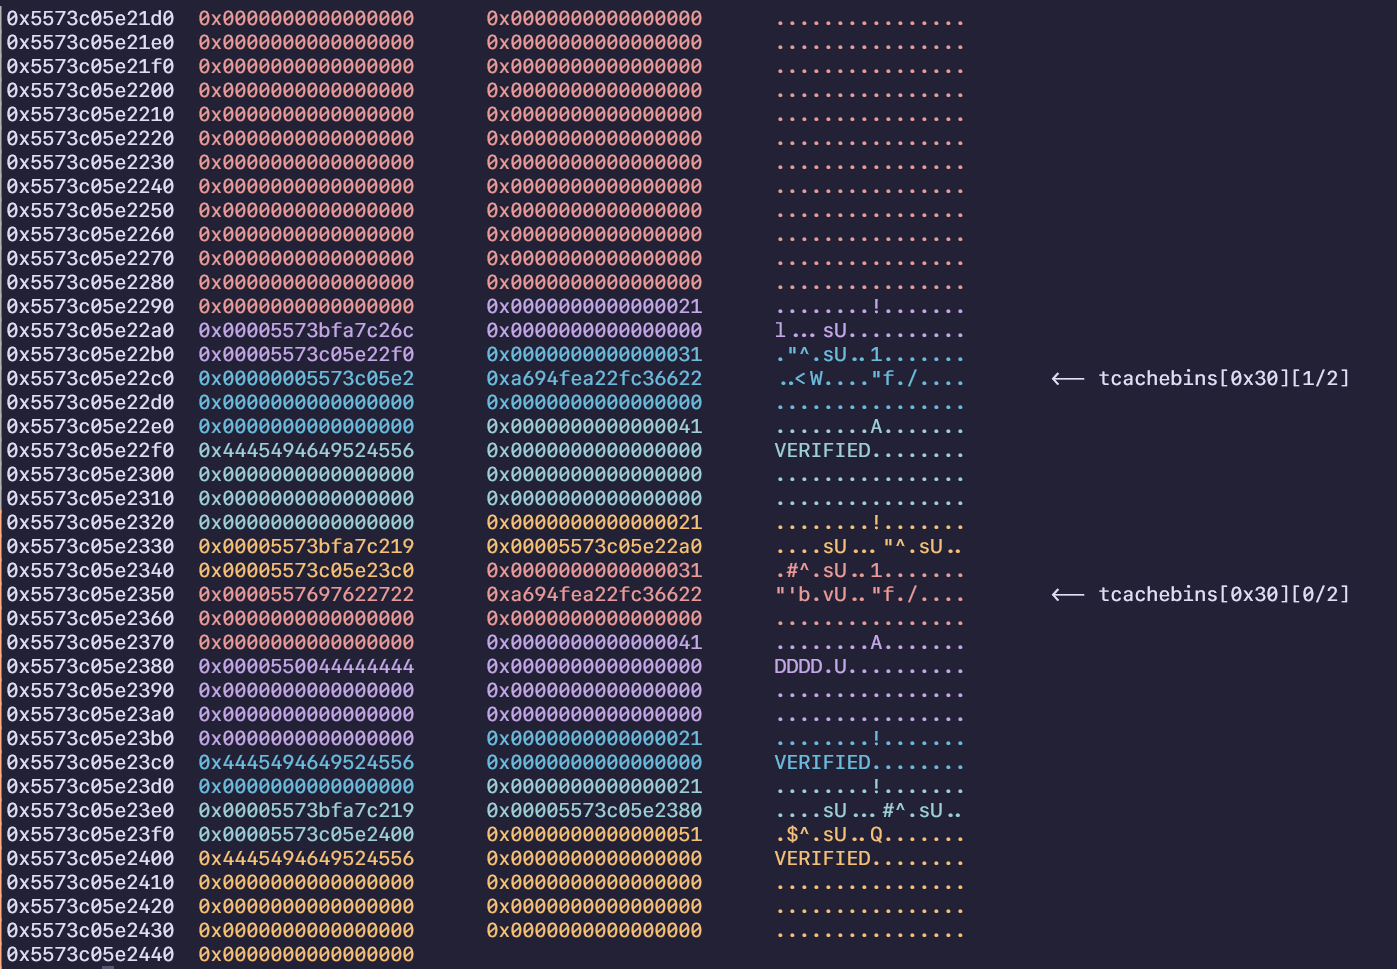 0x5573c05e21d0 0x0000000000000000 0x0000000000000000 ................
0x5573c05e21e0 0x0000000000000000 0x0000000000000000 ................
0x5573c05e21f0 0x0000000000000000 0x0000000000000000 ................
0x5573c05e2200 0x0000000000000000 0x0000000000000000 ................
0x5573c05e2210 0x0000000000000000 0x0000000000000000 ................
0x5573c05e2220 0x0000000000000000 0x0000000000000000 ................
0x5573c05e2230 0x0000000000000000 0x0000000000000000 ................
0x5573c05e2240 0x0000000000000000 0x0000000000000000 ................
0x5573c05e2250 0x0000000000000000 0x0000000000000000 ................
0x5573c05e2260 0x0000000000000000 0x0000000000000000 ................
0x5573c05e2270 0x0000000000000000 0x0000000000000000 ................
0x5573c05e2280 0x0000000000000000 0x0000000000000000 ................
0x5573c05e2290 0x0000000000000000 0x0000000000000021 ........!.......
0x5573c05e22a0 0x00005573bfa7c26c 0x0000000000000000 l...sU..........
0x5573c05e22b0 0x00005573c05e22f0 0x0000000000000031 ."^.sU..1.......
0x5573c05e22c0 0x00000005573c05e2 0xa694fea22fc36622 ..<W...."f./.... <-- tcachebins[0x30][1/2]
0x5573c05e22d0 0x0000000000000000 0x0000000000000000 ................
0x5573c05e22e0 0x0000000000000000 0x0000000000000041 ........A.......
0x5573c05e22f0 0x4445494649524556 0x0000000000000000 VERIFIED........
0x5573c05e2300 0x0000000000000000 0x0000000000000000 ................
0x5573c05e2310 0x0000000000000000 0x0000000000000000 ................
0x5573c05e2320 0x0000000000000000 0x0000000000000021 ........!.......
0x5573c05e2330 0x00005573bfa7c219 0x00005573c05e22a0 ....sU..."^.sU..
0x5573c05e2340 0x00005573c05e23c0 0x0000000000000031 .#^.sU..1.......
0x5573c05e2350 0x0000557697622722 0xa694fea22fc36622 "'b.vU.."f./.... <-- tcachebins[0x30][0/2]
0x5573c05e2360 0x0000000000000000 0x0000000000000000 ................
0x5573c05e2370 0x0000000000000000 0x0000000000000041 ........A.......
0x5573c05e2380 0x0000550044444444 0x0000000000000000 DDDD.U..........
0x5573c05e2390 0x0000000000000000 0x0000000000000000 ................
0x5573c05e23a0 0x0000000000000000 0x0000000000000000 ................
0x5573c05e23b0 0x0000000000000000 0x0000000000000021 ........!.......
0x5573c05e23c0 0x4445494649524556 0x0000000000000000 VERIFIED........
0x5573c05e23d0 0x0000000000000000 0x0000000000000021 ........!.......
0x5573c05e23e0 0x00005573bfa7c219 0x00005573c05e2380 ....sU...#^.sU..
0x5573c05e23f0 0x00005573c05e2400 0x0000000000000051 .$^.sU..Q.......
0x5573c05e2400 0x4445494649524556 0x0000000000000000 VERIFIED........
0x5573c05e2410 0x0000000000000000 0x0000000000000000 ................
0x5573c05e2420 0x0000000000000000 0x0000000000000000 ................
0x5573c05e2430 0x0000000000000000 0x0000000000000000 ................
0x5573c05e2440 0x0000000000000000